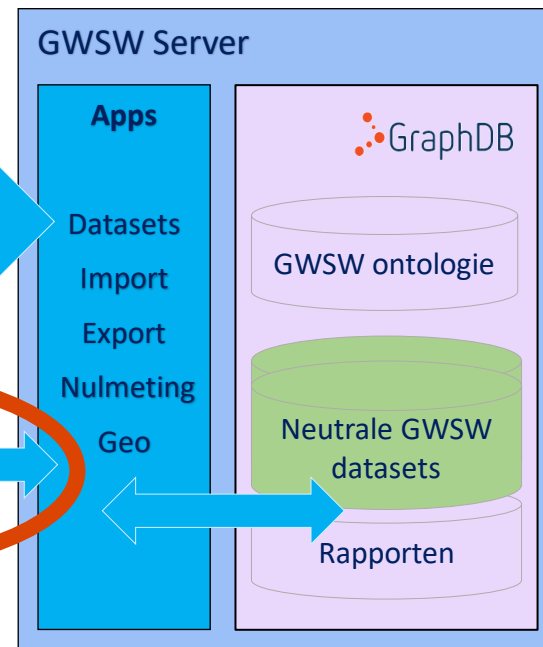 GWSW Server
Apps
Datasets
Import
Export
Nulmeting
Geo
GraphDB
GWSW ontologie
Neutrale GWSW
datasets
Rapporten